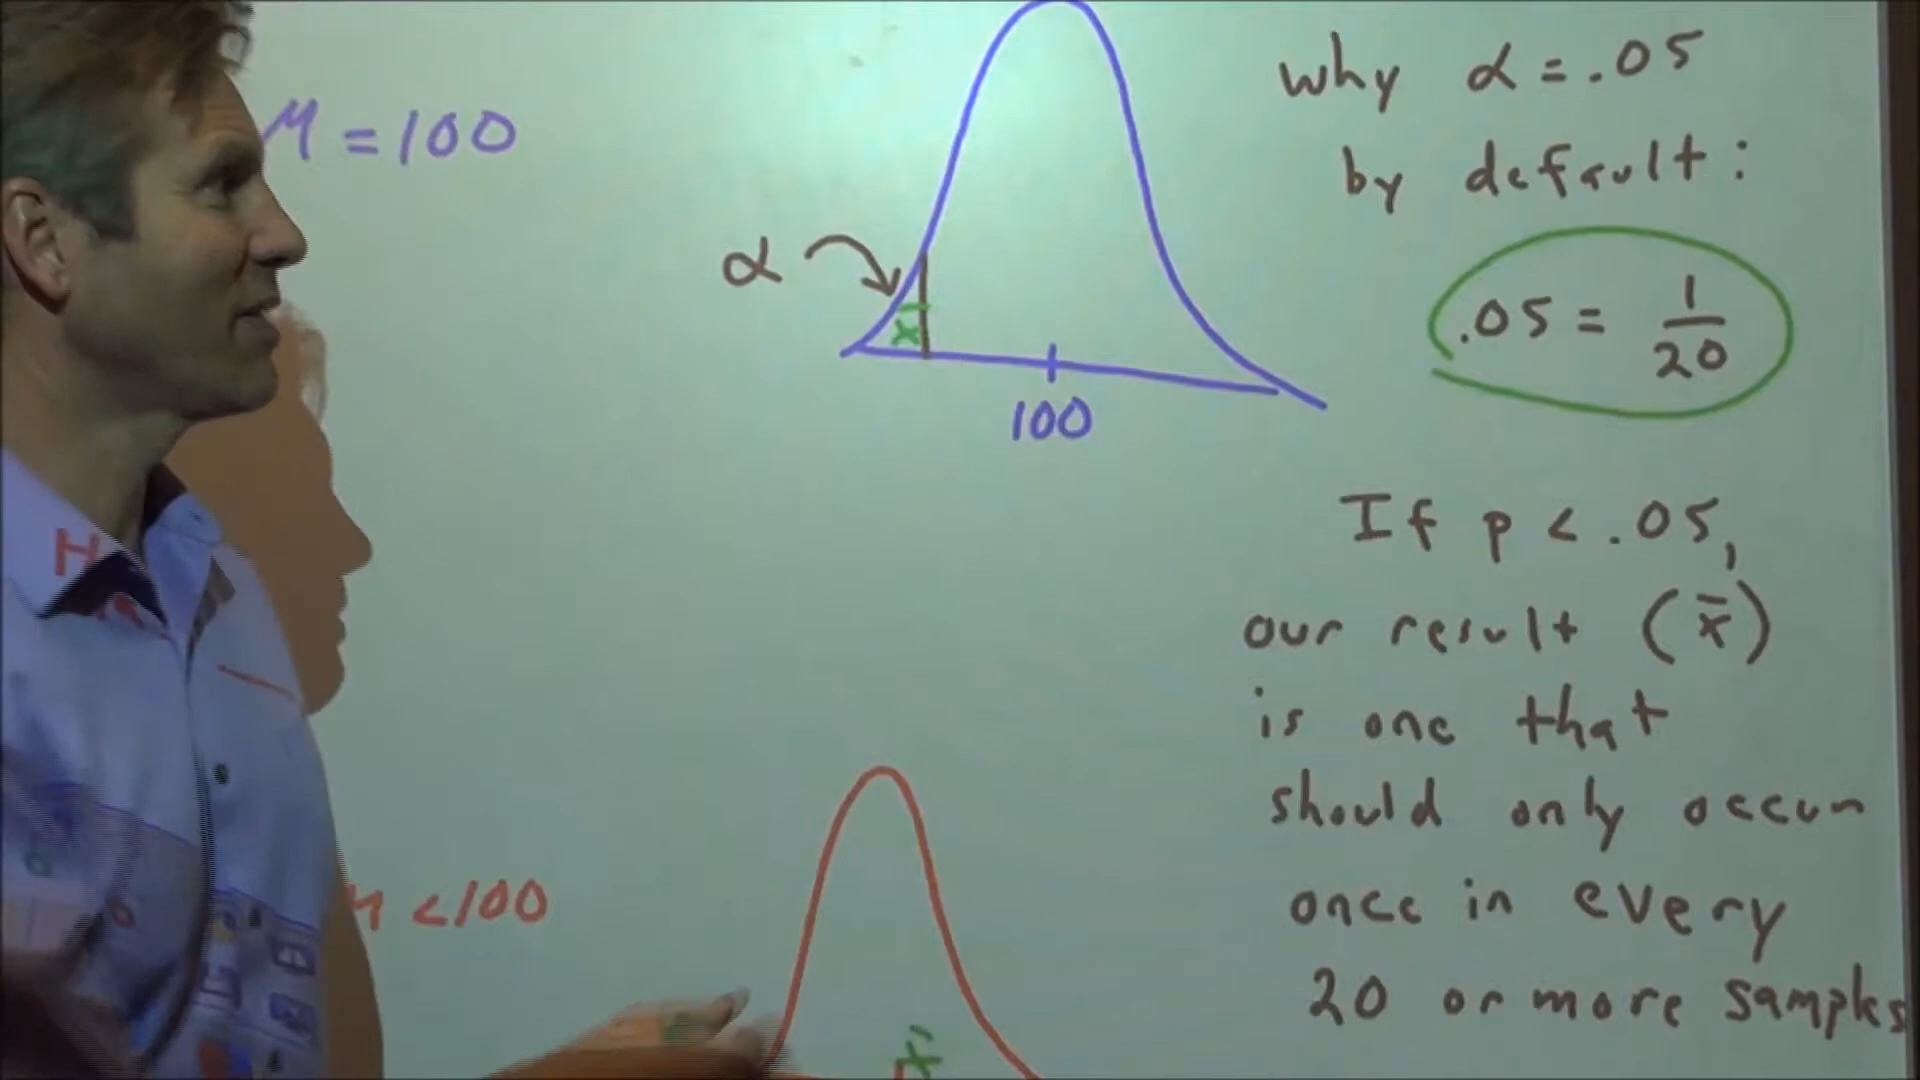 μ = 100
α
x̄
100
why α = .05
by default:
.05 = 1/20
If p < .05,
our result (x̄)
is one that
should only occur
once in every
20 or more samples
μ < 100
x̄
H